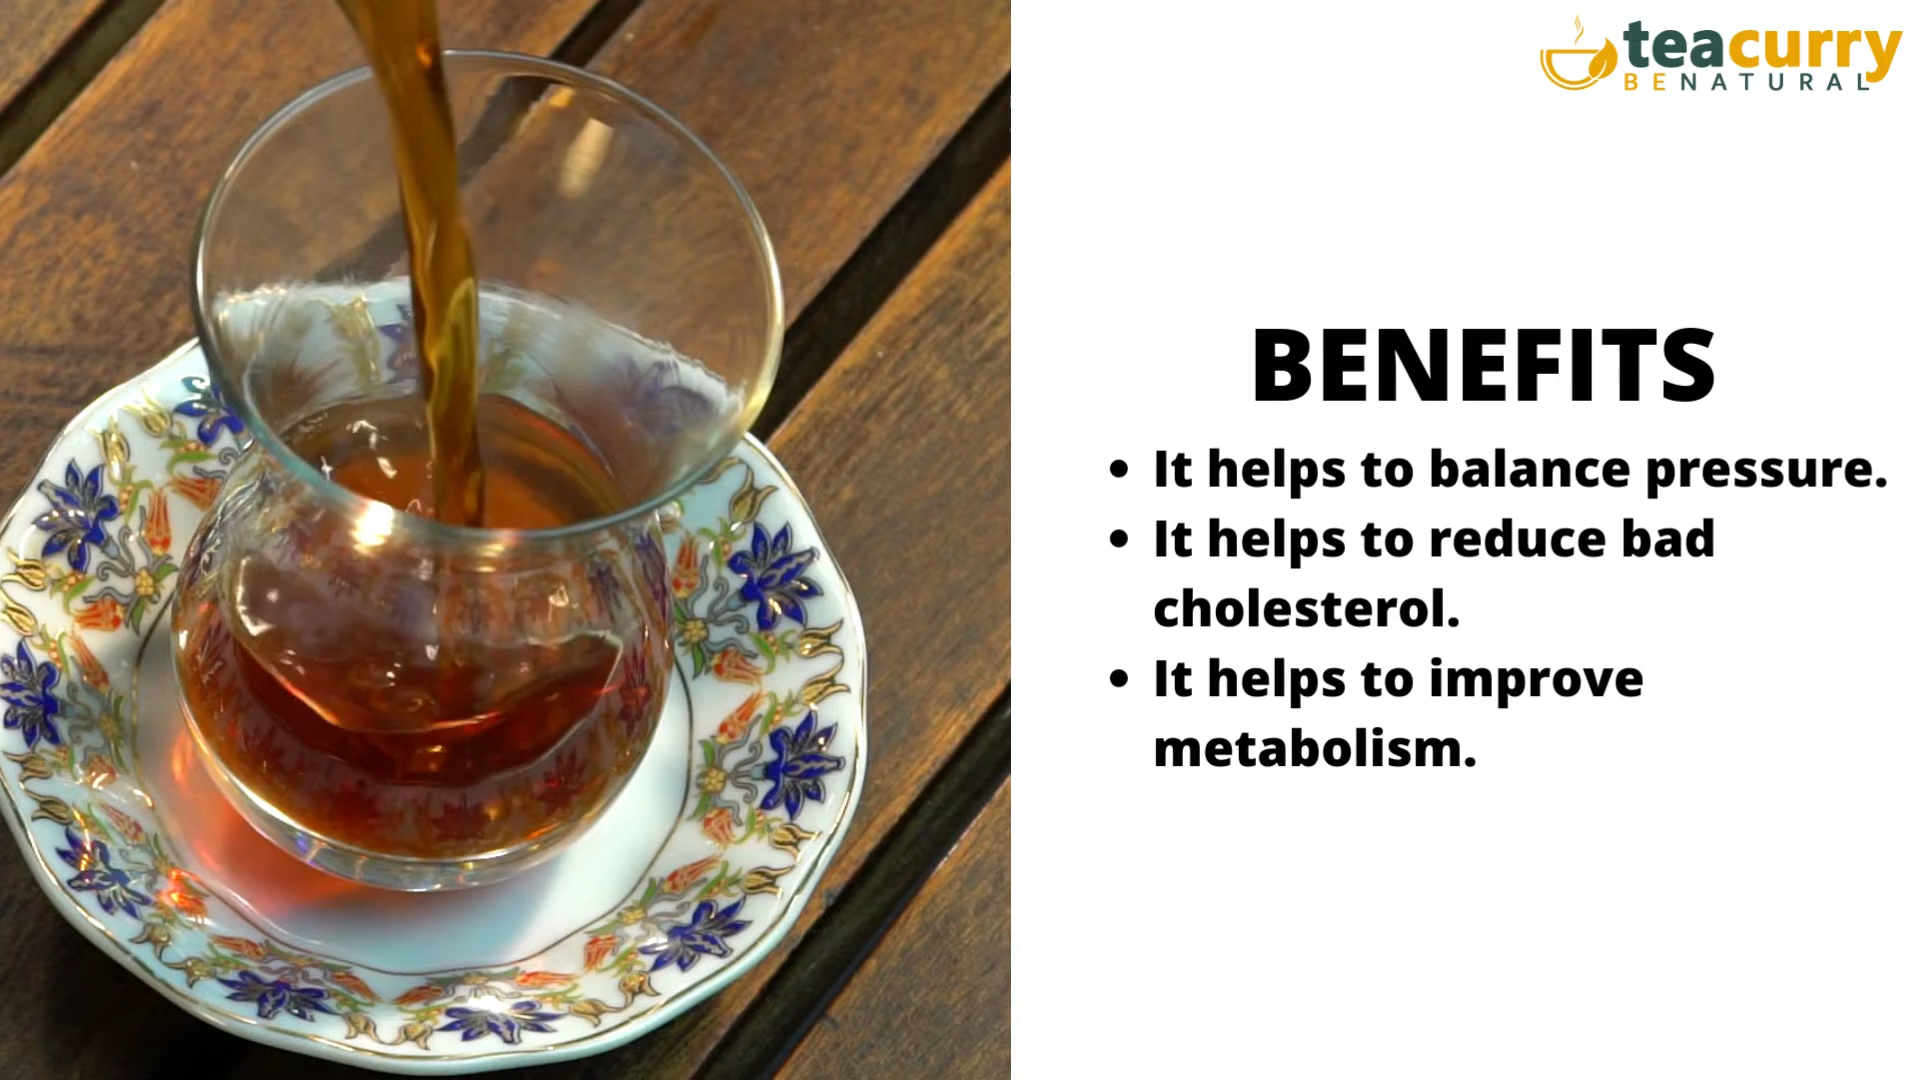 teacurry
BENATURAL
BENEFITS
• It helps to balance pressure.
• It helps to reduce bad
cholesterol.
• It helps to improve
metabolism.